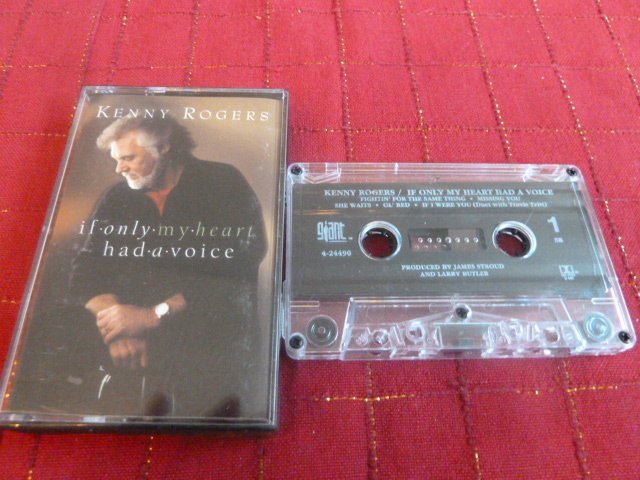 KENNY ROGERS
if·only·my·heart
had·a·voice
KENNY ROGERS / IF ONLY MY HEART HAD A VOICE
FIGHTIN' FOR THE SAME THING • MISSING YOU
SHE WAITS • OL' RED • IF I WERE YOU (Duet with Travis Tritt)
giant
4-24490
1
PRODUCED BY JAMES STROUD
AND LARRY BUTLER